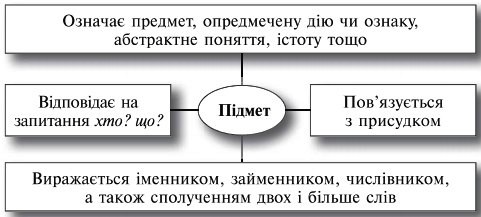 Означає предмет, опредмечену дію чи ознаку,
абстрактне поняття, істоту тощо
Відповідає на
запитання хто? що?
Підмет
Пов’язується
з присудком
Виражається іменником, займенником, числівником,
а також сполученням двох і більше слів